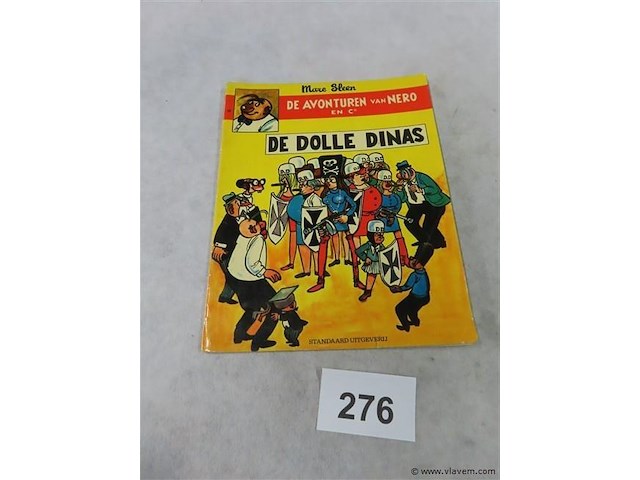 Marc Sleen
DE AVONTUREN VAN NERO
EN Cº
DE DOLLE DINAS
STANDAARD UITGEVERIJ
276
© www.vlavem.com